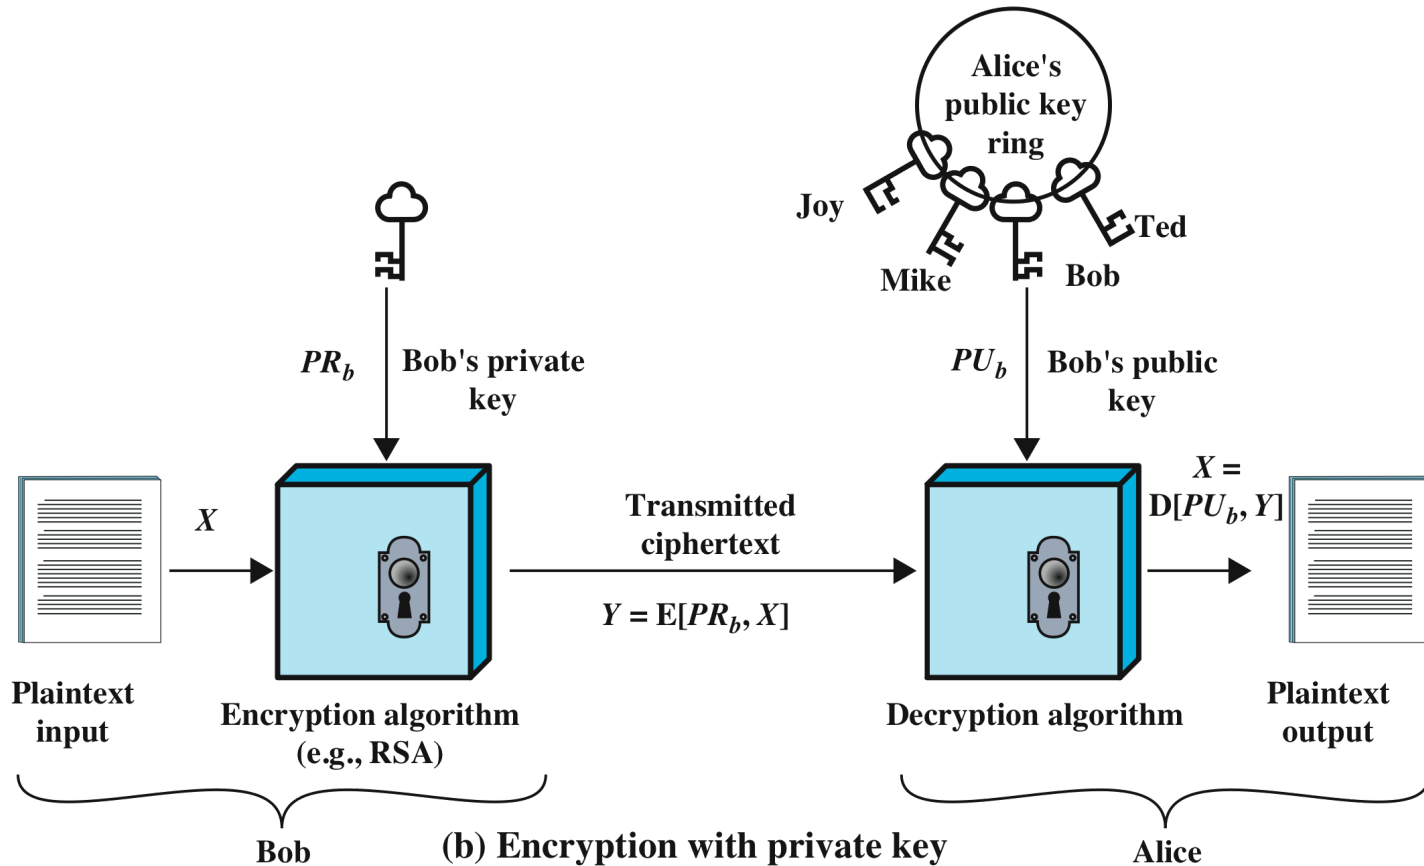 Alice's
public key
ring
Joy
Mike
Bob
Ted
PR_b
Bob's private
key
PU_b
Bob's public
key
X
Transmitted
ciphertext
Y = E[PR_b, X]
X =
D[PU_b, Y]
Plaintext
input
Encryption algorithm
(e.g., RSA)
Decryption algorithm
Plaintext
output
Bob
(b) Encryption with private key
Alice